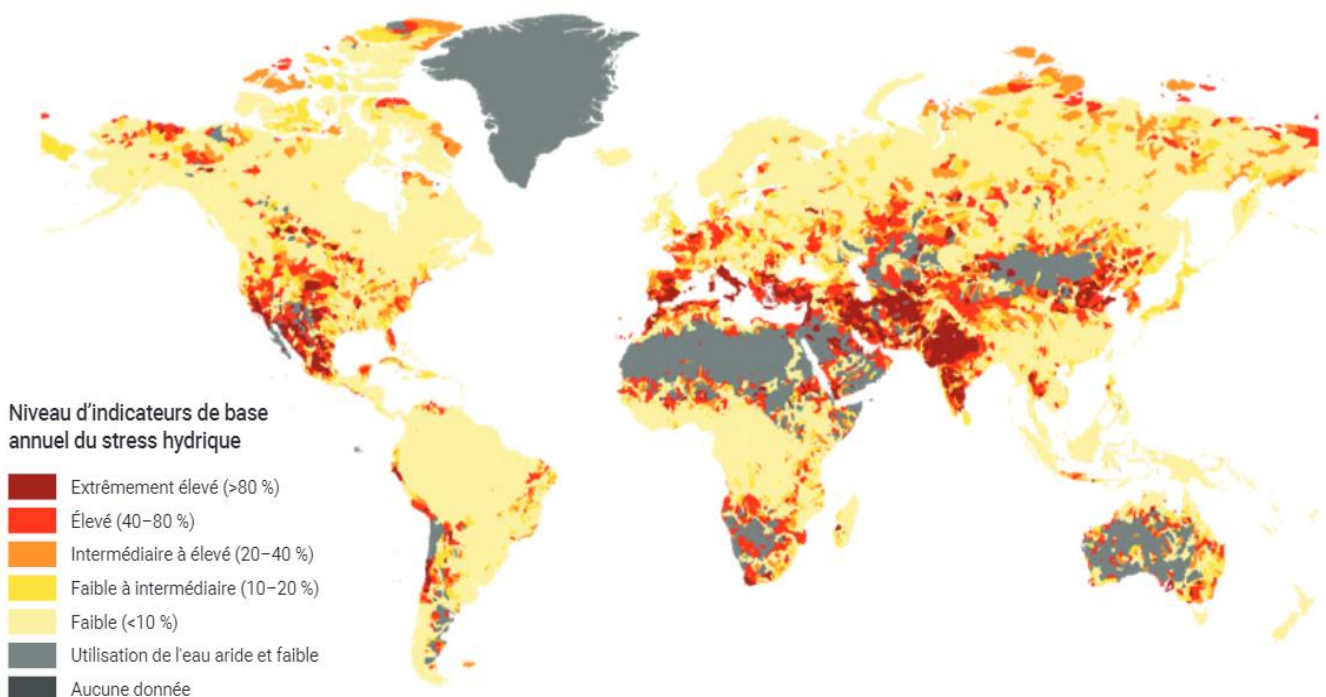 Niveau d'indicateurs de base
annuel du stress hydrique
Extrêmement élevé (>80 %)
Élevé (40–80 %)
Intermédiaire à élevé (20–40 %)
Faible à intermédiaire (10–20 %)
Faible (<10 %)
Utilisation de l'eau aride et faible
Aucune donnée